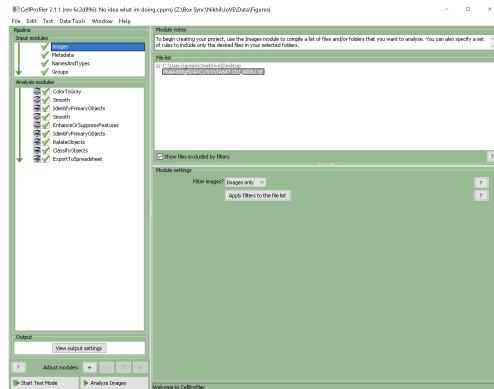 CellProfiler 2.1.1 (rev 6c2d896): No idea what im doing.cpproj (Z:\Box Sync\Nikhil\JoVE\Data\Figures)
File Edit Test Data Tools Window Help
Pipeline
Input modules
Images
Metadata
NamesAndTypes
Groups
Analysis modules
ColorToGray
Smooth
IdentifyPrimaryObjects
Smooth
EnhanceOrSuppressFeatures
IdentifyPrimaryObjects
RelateObjects
ClassifyObjects
ExportToSpreadsheet
Output
View output settings
? Adjust modules: + -
Start Test Mode
Analyze Images
Module notes
To begin creating your project, use the Images module to compile a list of files and/or folders that you want to analyze. You can also specify a set
of rules to include only the desired files in your selected folders.
File list
Show files excluded by filters
?
Module settings
Filter images? Images only
?
Apply filters to the file list
?
Welcome to CellProfiler